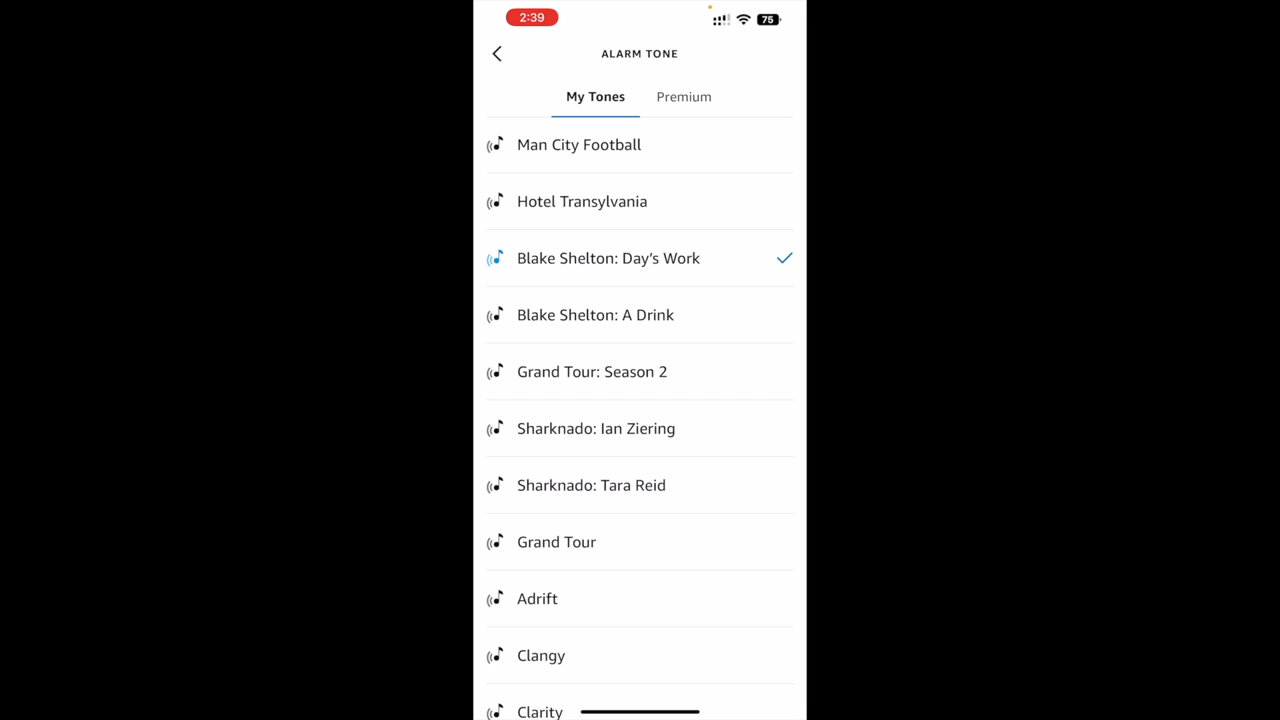 2:39
75
ALARM TONE
My Tones Premium
Man City Football
Hotel Transylvania
Blake Shelton: Day's Work
Blake Shelton: A Drink
Grand Tour: Season 2
Sharknado: Ian Ziering
Sharknado: Tara Reid
Grand Tour
Adrift
Clangy
Clarity